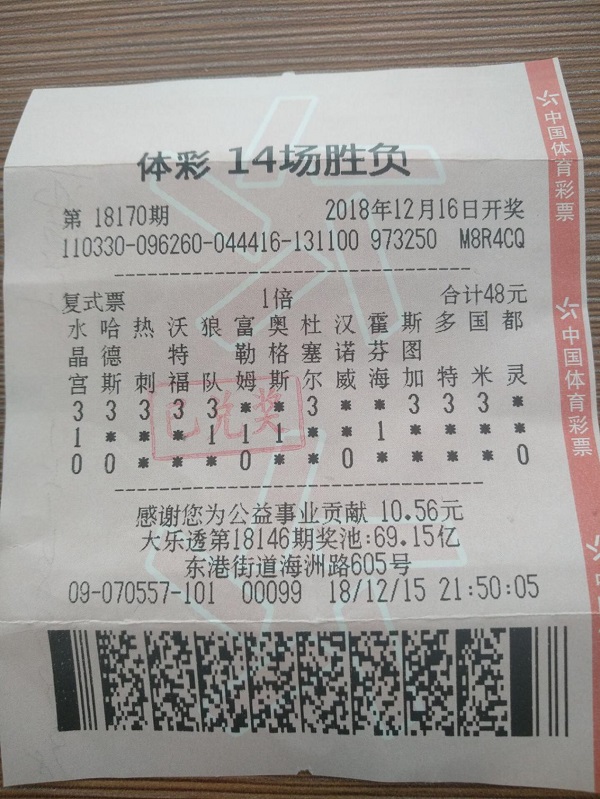 体彩 14场胜负
第 18170期 2018年12月16日开奖
110330-096260-044416-131100 973250 M8R4CQ
复式票 1倍 合计48元
水 哈 热 沃 狼 富 奥 杜 汉 霍 斯 多 国 都
晶 德 特 勒 格 塞 诺 芬 图
宫 斯 刺 福 队 姆 斯 尔 威 海 加 特 米 灵
3 3 3 3 3 * * 3 * * 3 3 3 *
1 * * * 1 1 1 * * 1 * * * *
0 0 * * * 0 * * 0 * * * * 0
已兑奖
感谢您为公益事业贡献 10.56元
大乐透第18146期奖池:69.15亿
东港街道海洲路605号
09-070557-101 00099 18/12/15 21:50:05
中国体育彩票
中国体育彩票